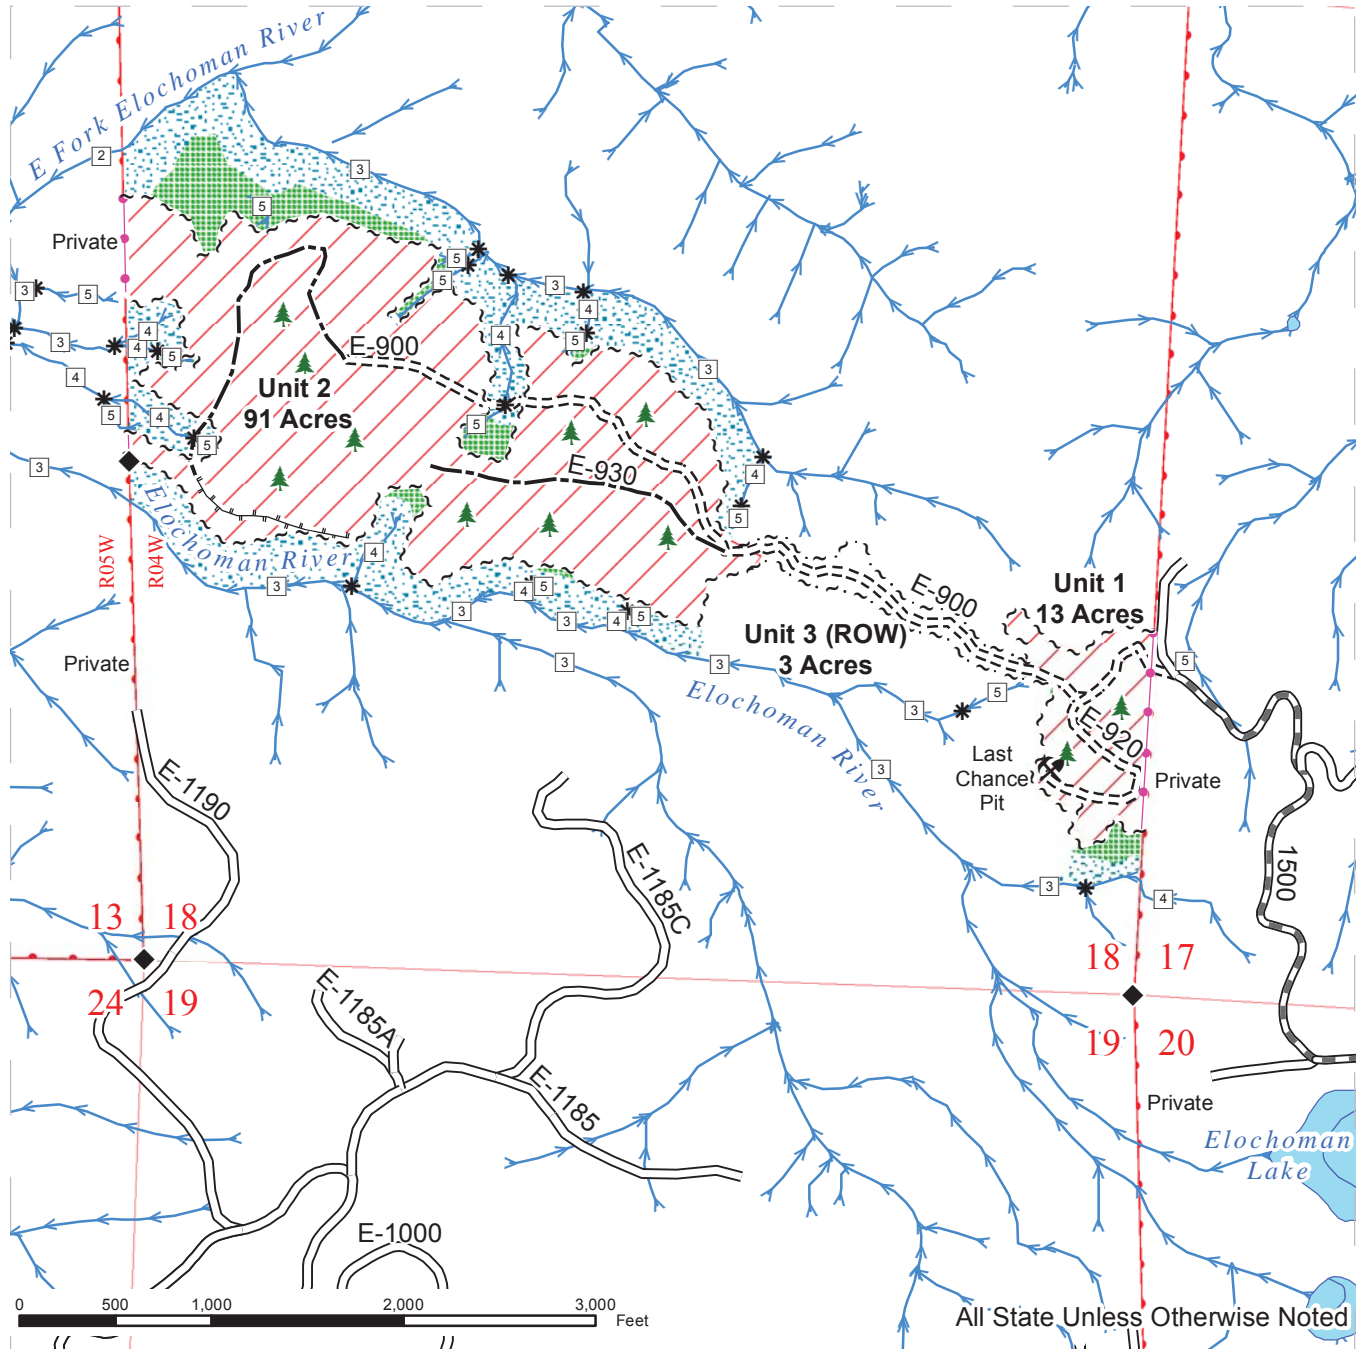 E Fork Elochoman River
2
3
5
Private
5
5
3
4
3
5
4
4
5
3
4
5
4
5
3
E-900
Unit 2
91 Acres
4
5
3
5
E-930
4
5
3
Elochoman River
R05W
R04W
4
3
3
4
5
3
4
5
3
3
E-900
Unit 1
13 Acres
Unit 3 (ROW)
3 Acres
5
5
3
Elochoman River
3
E-920
Last
Chance
Pit
Private
Private
E-1190
E-1185C
1500
3
4
13
18
24
19
18
17
19
20
E-1185A
E-1185
E-1000
Private
Elochoman
Lake
0
500
1,000
2,000
3,000
Feet
All State Unless Otherwise Noted